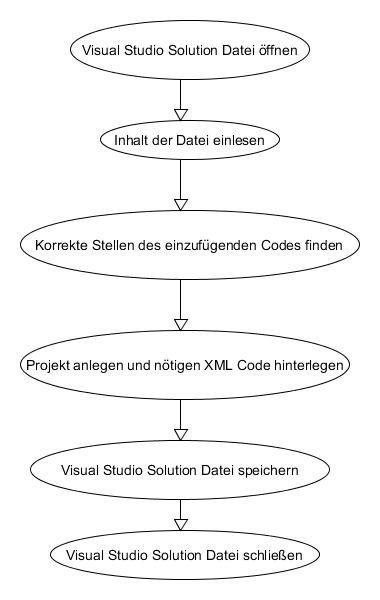 Visual Studio Solution Datei öffnen
Inhalt der Datei einlesen
Korrekte Stellen des einzufügenden Codes finden
Projekt anlegen und nötigen XML Code hinterlegen
Visual Studio Solution Datei speichern
Visual Studio Solution Datei schließen